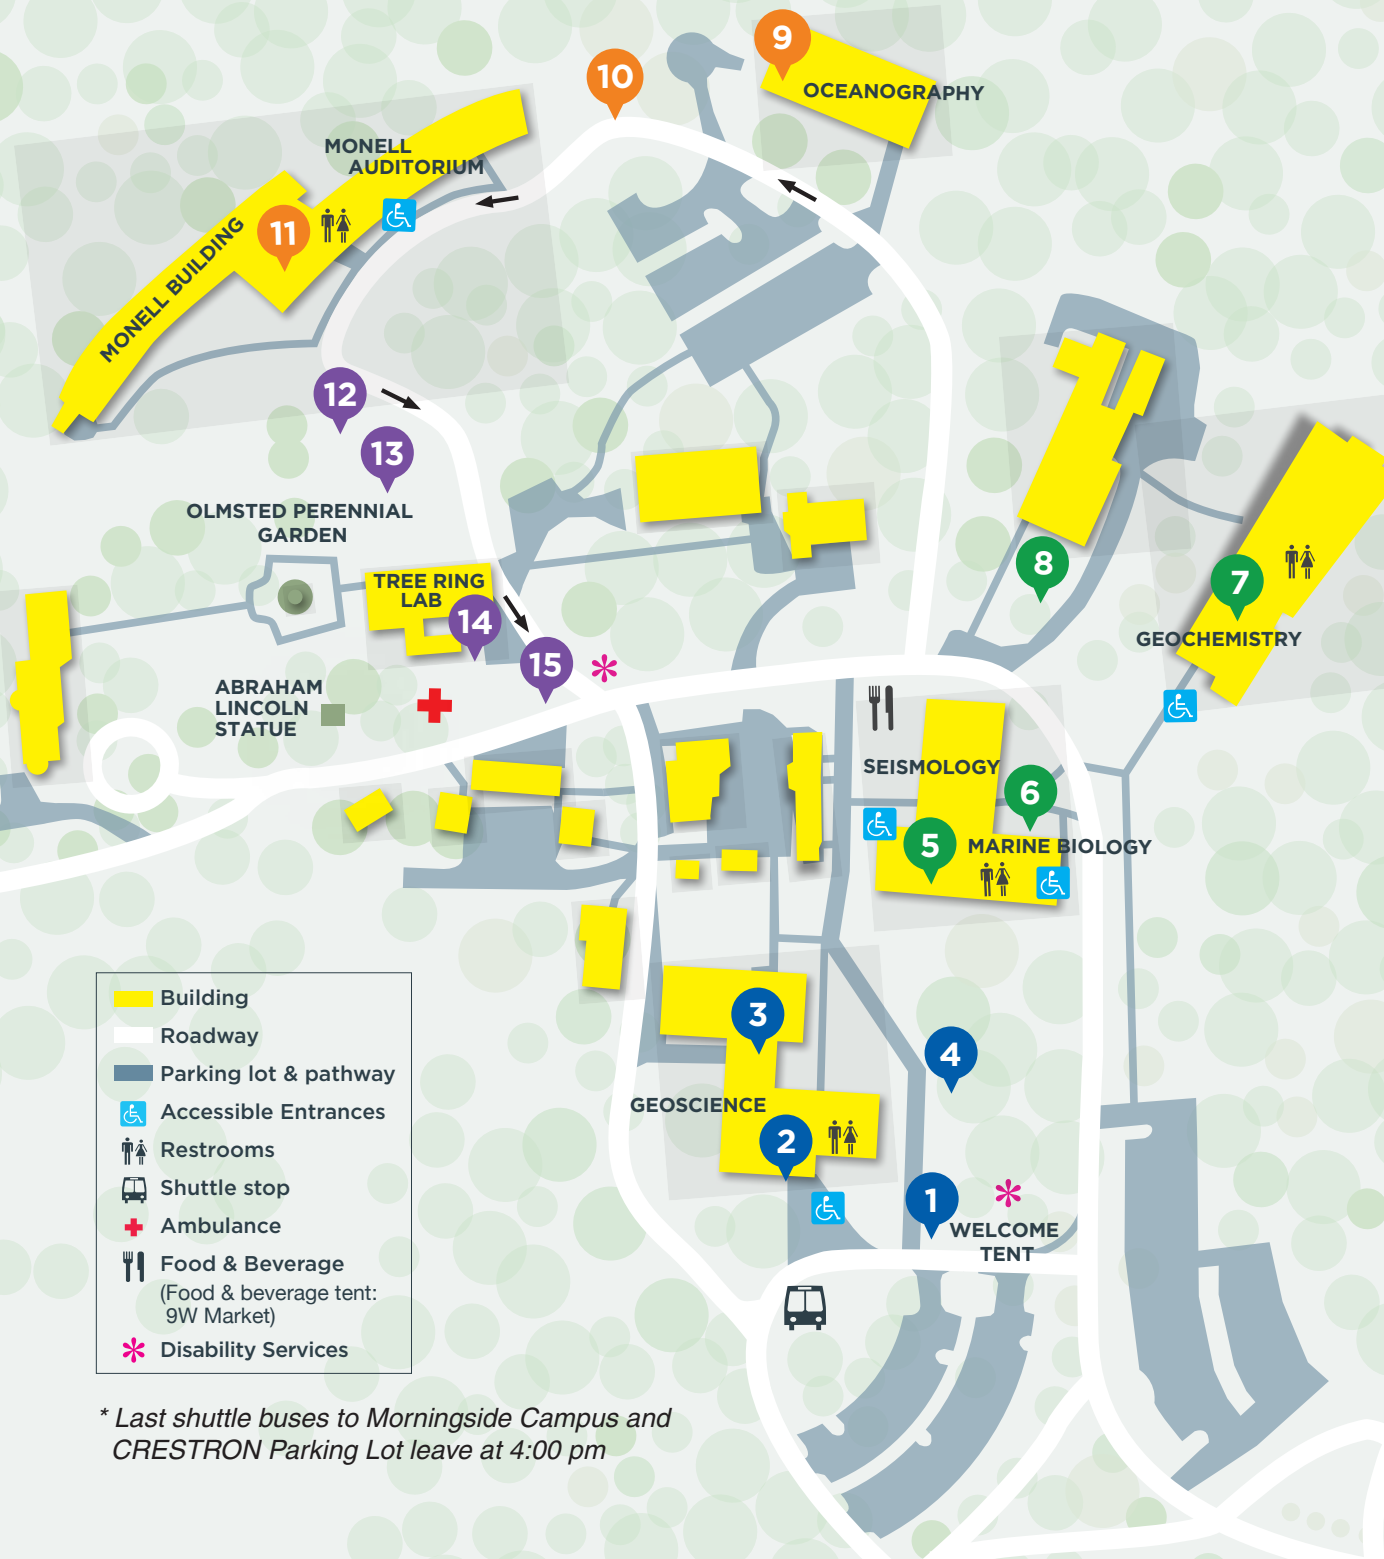 9
10
OCEANOGRAPHY
MONELL
AUDITORIUM
11
MONELL BUILDING
12
13
OLMSTED PERENNIAL
GARDEN
8
7
TREE RING
LAB
14
GEOCHEMISTRY
15
ABRAHAM
LINCOLN
STATUE
SEISMOLOGY
6
5
MARINE BIOLOGY
3
4
GEOSCIENCE
2
1
WELCOME
TENT
Building
Roadway
Parking lot & pathway
Accessible Entrances
Restrooms
Shuttle stop
Ambulance
Food & Beverage
(Food & beverage tent:
9W Market)
Disability Services
* Last shuttle buses to Morningside Campus and
CRESTRON Parking Lot leave at 4:00 pm